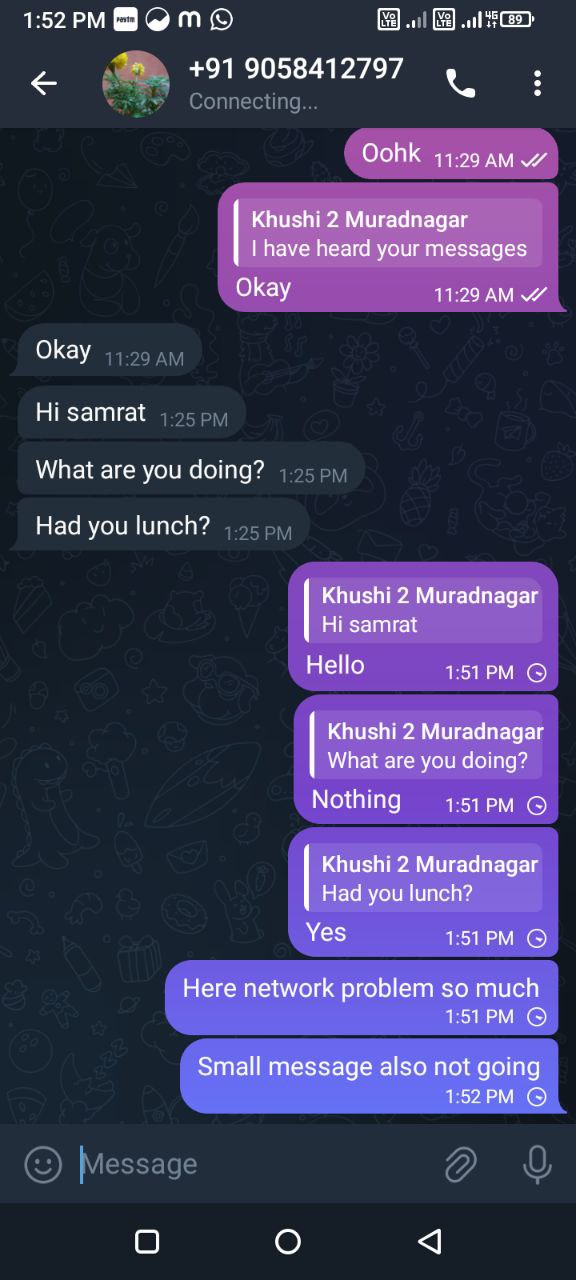 1:52 PM paytm m Vo LTE Vo LTE 4G 89
+91 9058412797
Connecting...
Oohk 11:29 AM
Khushi 2 Muradnagar
I have heard your messages
Okay 11:29 AM
Okay 11:29 AM
Hi samrat 1:25 PM
What are you doing? 1:25 PM
Had you lunch? 1:25 PM
Khushi 2 Muradnagar
Hi samrat
Hello 1:51 PM
Khushi 2 Muradnagar
What are you doing?
Nothing 1:51 PM
Khushi 2 Muradnagar
Had you lunch?
Yes 1:51 PM
Here network problem so much
1:51 PM
Small message also not going
1:52 PM
Message